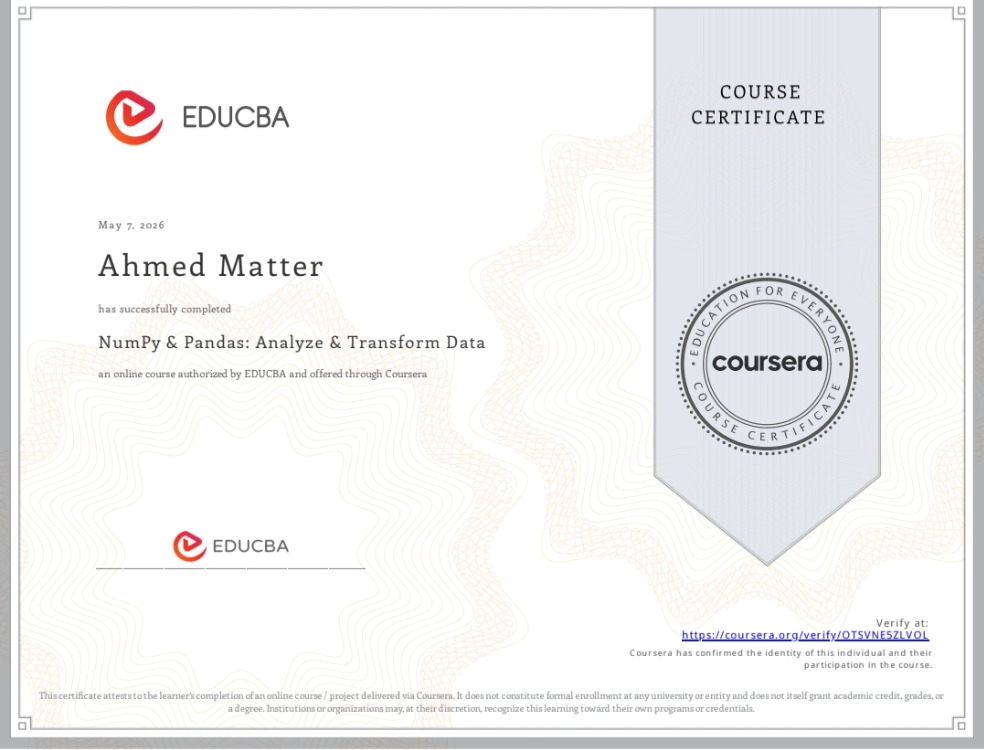 EDUCBA
COURSE
CERTIFICATE
May 7, 2026
Ahmed Matter
has successfully completed
NumPy & Pandas: Analyze & Transform Data
an online course authorized by EDUCBA and offered through Coursera
EDUCATION FOR EVERYONE
coursera
COURSE CERTIFICATE
EDUCBA
Verify at:
https://coursera.org/verify/OTSVNE5ZLVOL
Coursera has confirmed the identity of this individual and their
participation in the course.
This certificate attests to the learner's completion of an online course / project delivered via Coursera. It does not constitute formal enrollment at any university or entity and does not itself grant academic credit, grades, or
a degree. Institutions or organizations may, at their discretion, recognize this learning toward their own programs or credentials.